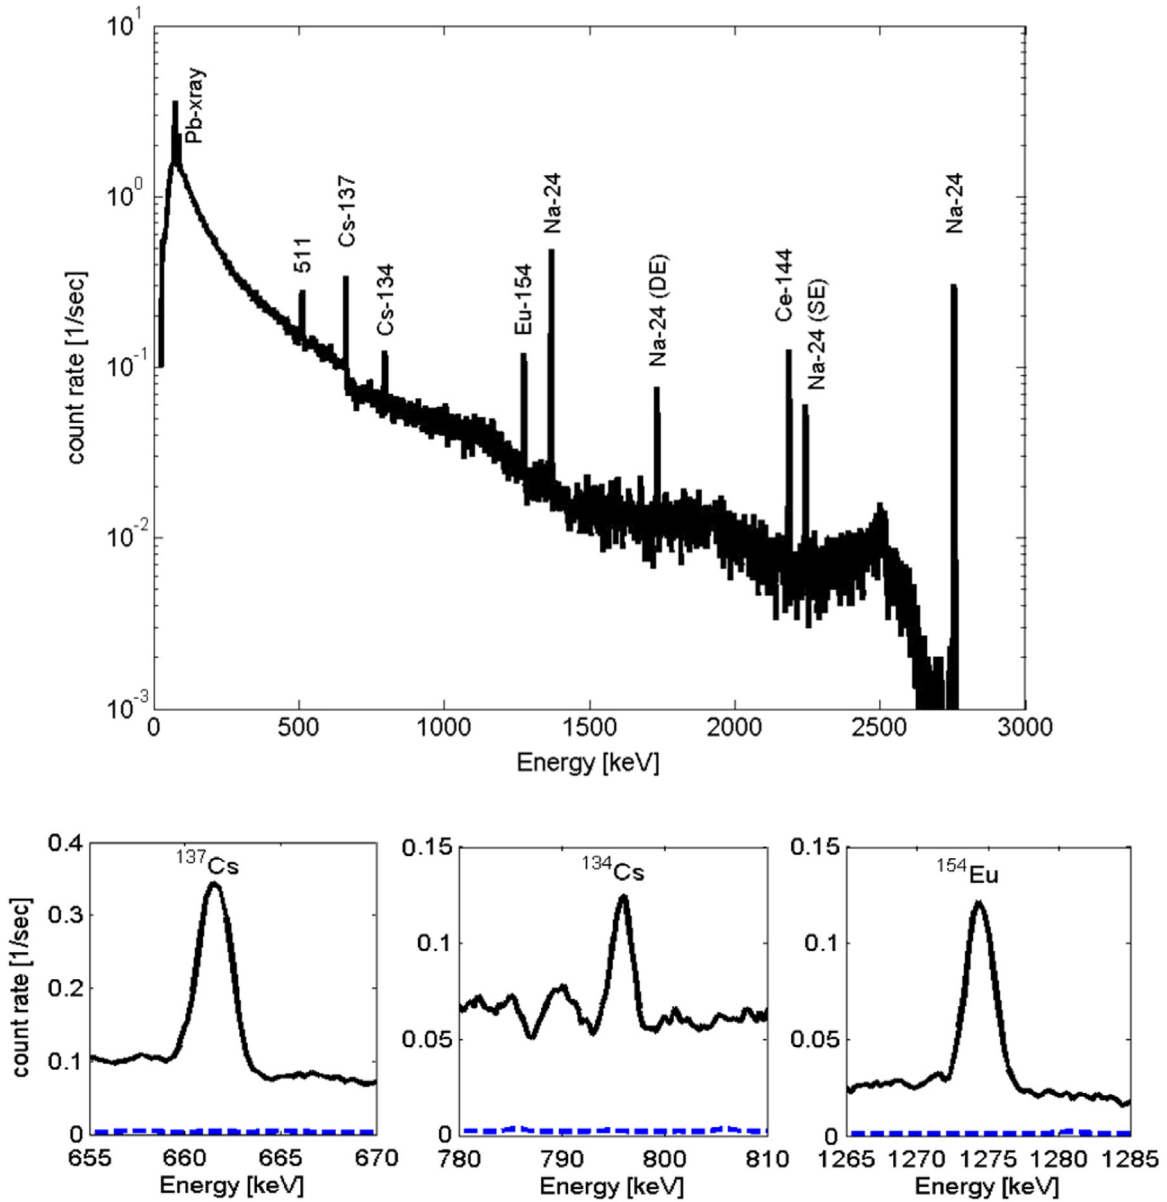 10^1
10^0
10^-1
10^-2
10^-3
count rate [1/sec]
Pb-xray
511
Cs-137
Cs-134
Eu-154
Na-24
Na-24 (DE)
Ce-144
Na-24 (SE)
Na-24
0 500 1000 1500 2000 2500 3000
Energy [keV]
0.4
0.3
0.2
0.1
0
count rate [1/sec]
137Cs
655 660 665 670
Energy [keV]
0.15
0.1
0.05
0
134Cs
780 790 800 810
Energy [keV]
0.15
0.1
0.05
0
154Eu
1265 1270 1275 1280 1285
Energy [keV]